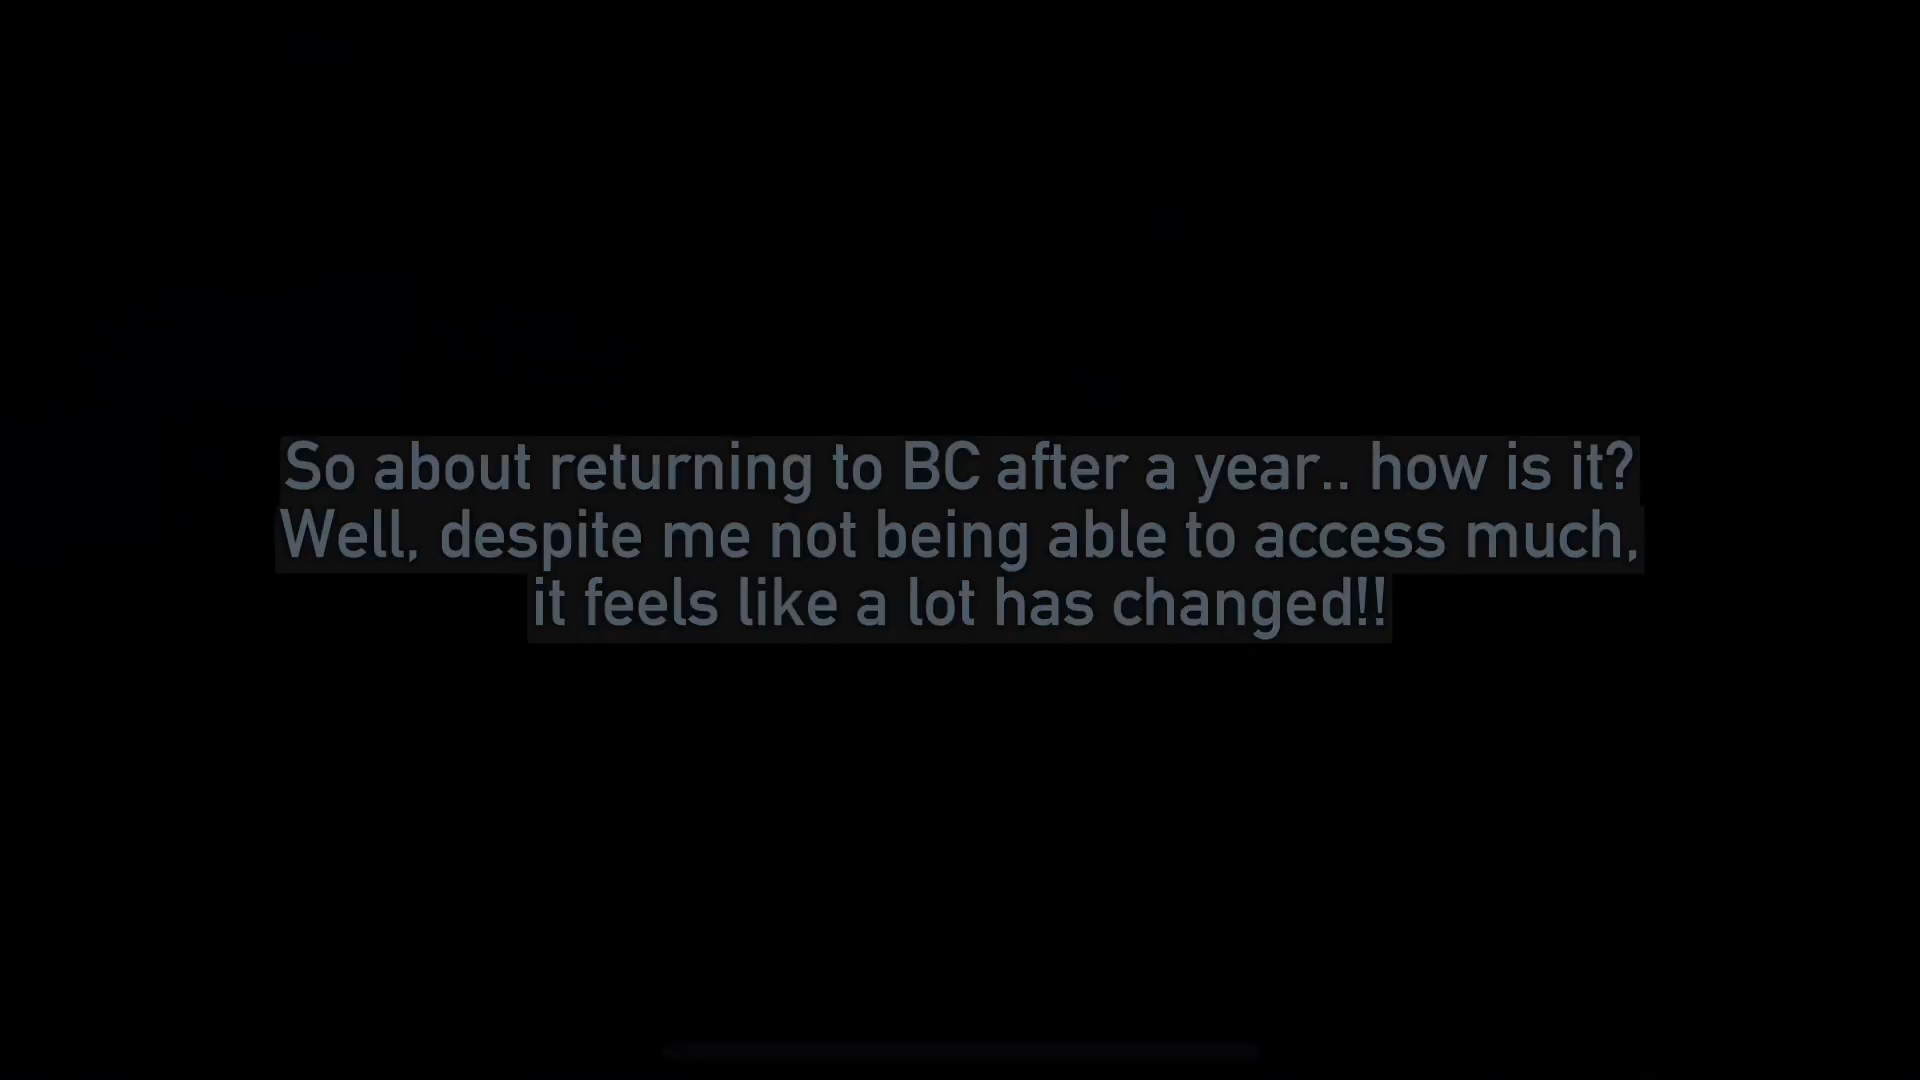 So about returning to BC after a year.. how is it?
Well, despite me not being able to access much,
it feels like a lot has changed!!